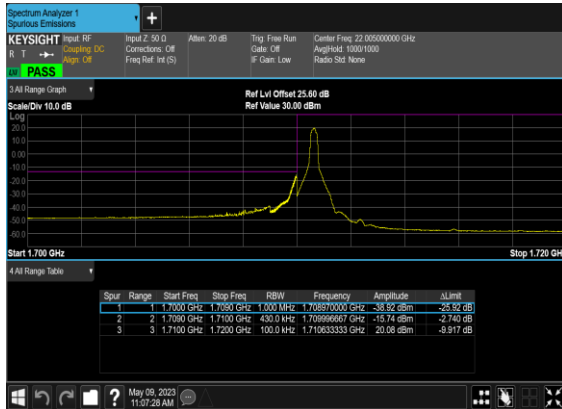 Spectrum Analyzer 1
Spurious Emissions
+
KEYSIGHT Input: RF Input Z: 50 Ω Atten: 20 dB Trig: Free Run Center Freq: 22.005000000 GHz
R T Coupling: DC Corrections: Off Gate: Off Avg|Hold: 1000/1000
Align: Off Freq Ref: Int (S) IF Gain: Low Radio Std: None
PASS
3 All Range Graph Ref Lvl Offset 25.60 dB
Scale/Div 10.0 dB Ref Value 30.00 dBm
Log
20.0
10.0
0.00
-10.0
-20.0
-30.0
-40.0
-50.0
-60.0
Start 1.700 GHz Stop 1.720 GH
4 All Range Table
Spur Range Start Freq Stop Freq RBW Frequency Amplitude ΔLimit
1 1 1.7000 GHz 1.7090 GHz 1.000 MHz 1.708970000 GHz -38.92 dBm -25.92 dB
2 2 1.7090 GHz 1.7100 GHz 430.0 kHz 1.709996667 GHz -15.74 dBm -2.740 dB
3 3 1.7100 GHz 1.7200 GHz 100.0 kHz 1.710633333 GHz 20.08 dBm -9.917 dB
? May 09, 2023
11:07:28 AM